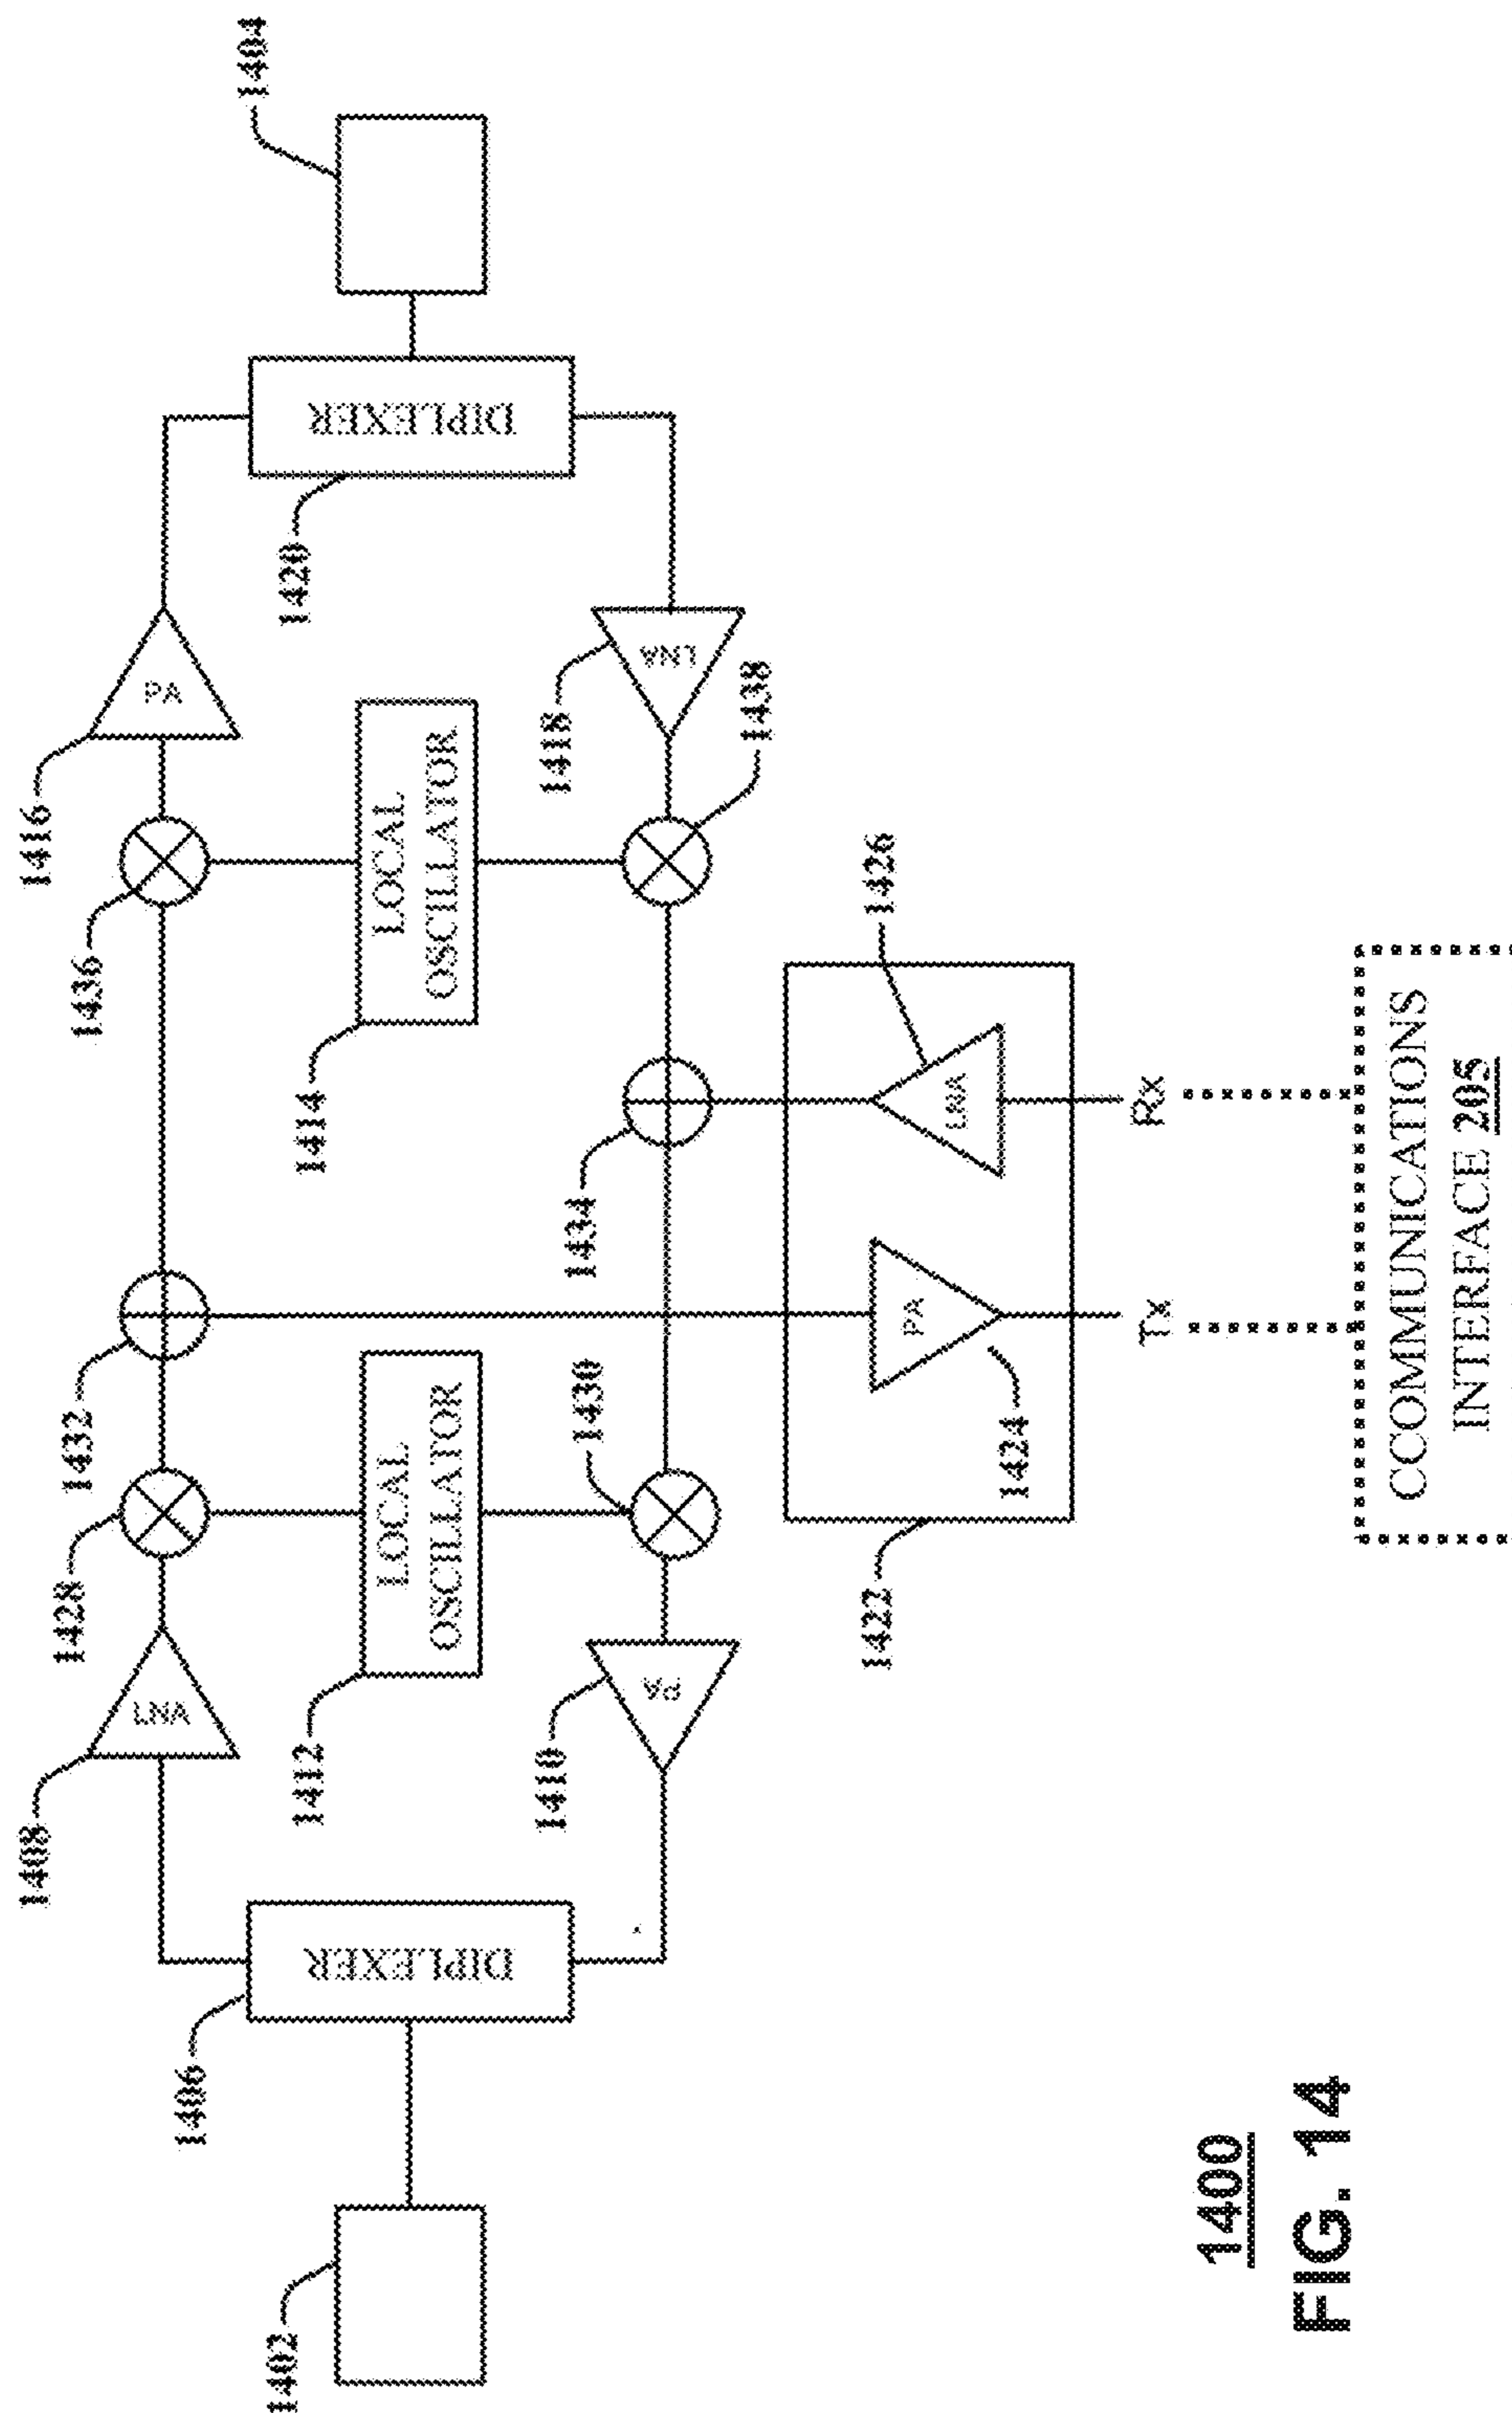 1404
DIPLEXER
1420
PA
1416
LNA
1418
1438
1436
LOCAL
OSCILLATOR
1414
1426
LNA
1434
Rx
1432
PA
1424
Tx
1422
CCOMMUNICATIONS
INTERFACE 205
1428
LOCAL
OSCILLATOR
1412
1430
LNA
1408
PA
1410
DIPLEXER
1406
1402
1400
FIG. 14